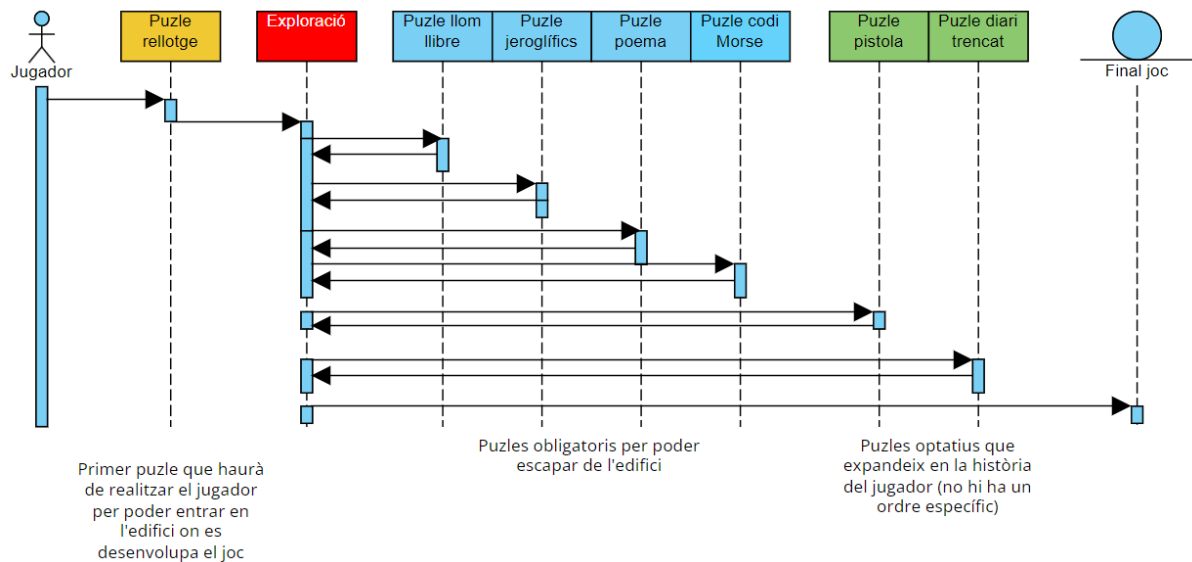 Jugador
Puzle
rellotge
Exploració
Puzle llom
llibre
Puzle
jeroglífics
Puzle
poema
Puzle codi
Morse
Puzle
pistola
Puzle diari
trencat
Final joc
Primer puzle que haurà
de realitzar el jugador
per poder entrar en
l'edifici on es
desenvolupa el joc
Puzles obligatoris per poder
escapar de l'edifici
Puzles optatius que
expandeix en la història
del jugador (no hi ha un
ordre específic)